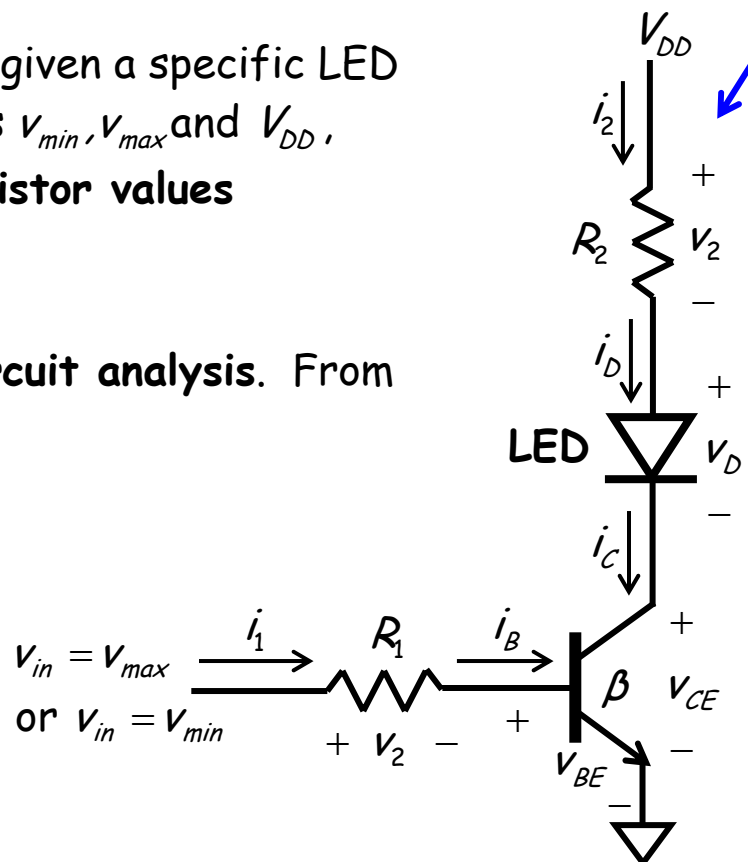 given a specific LED
s v_min, v_max and V_DD,
istor values
rcuit analysis. From
V_DD
i_2
+
R_2
v_2
−
i_D
+
LED
v_D
−
i_C
+
v_in = v_max
or v_in = v_min
i_1
R_1
i_B
+ v_2 −
+
β
v_CE
v_BE
−
−